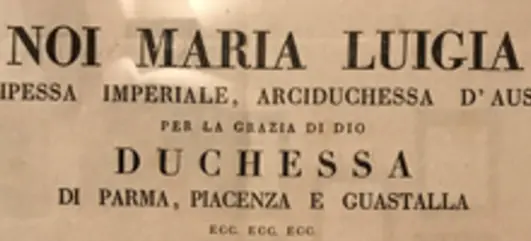 NOI MARIA LUIGIA
IPESSA IMPERIALE, ARCIDUCHESSA D'AUS
PER LA GRAZIA DI DIO
DUCHESSA
DI PARMA, PIACENZA E GUASTALLA
ECC. ECC. ECC.